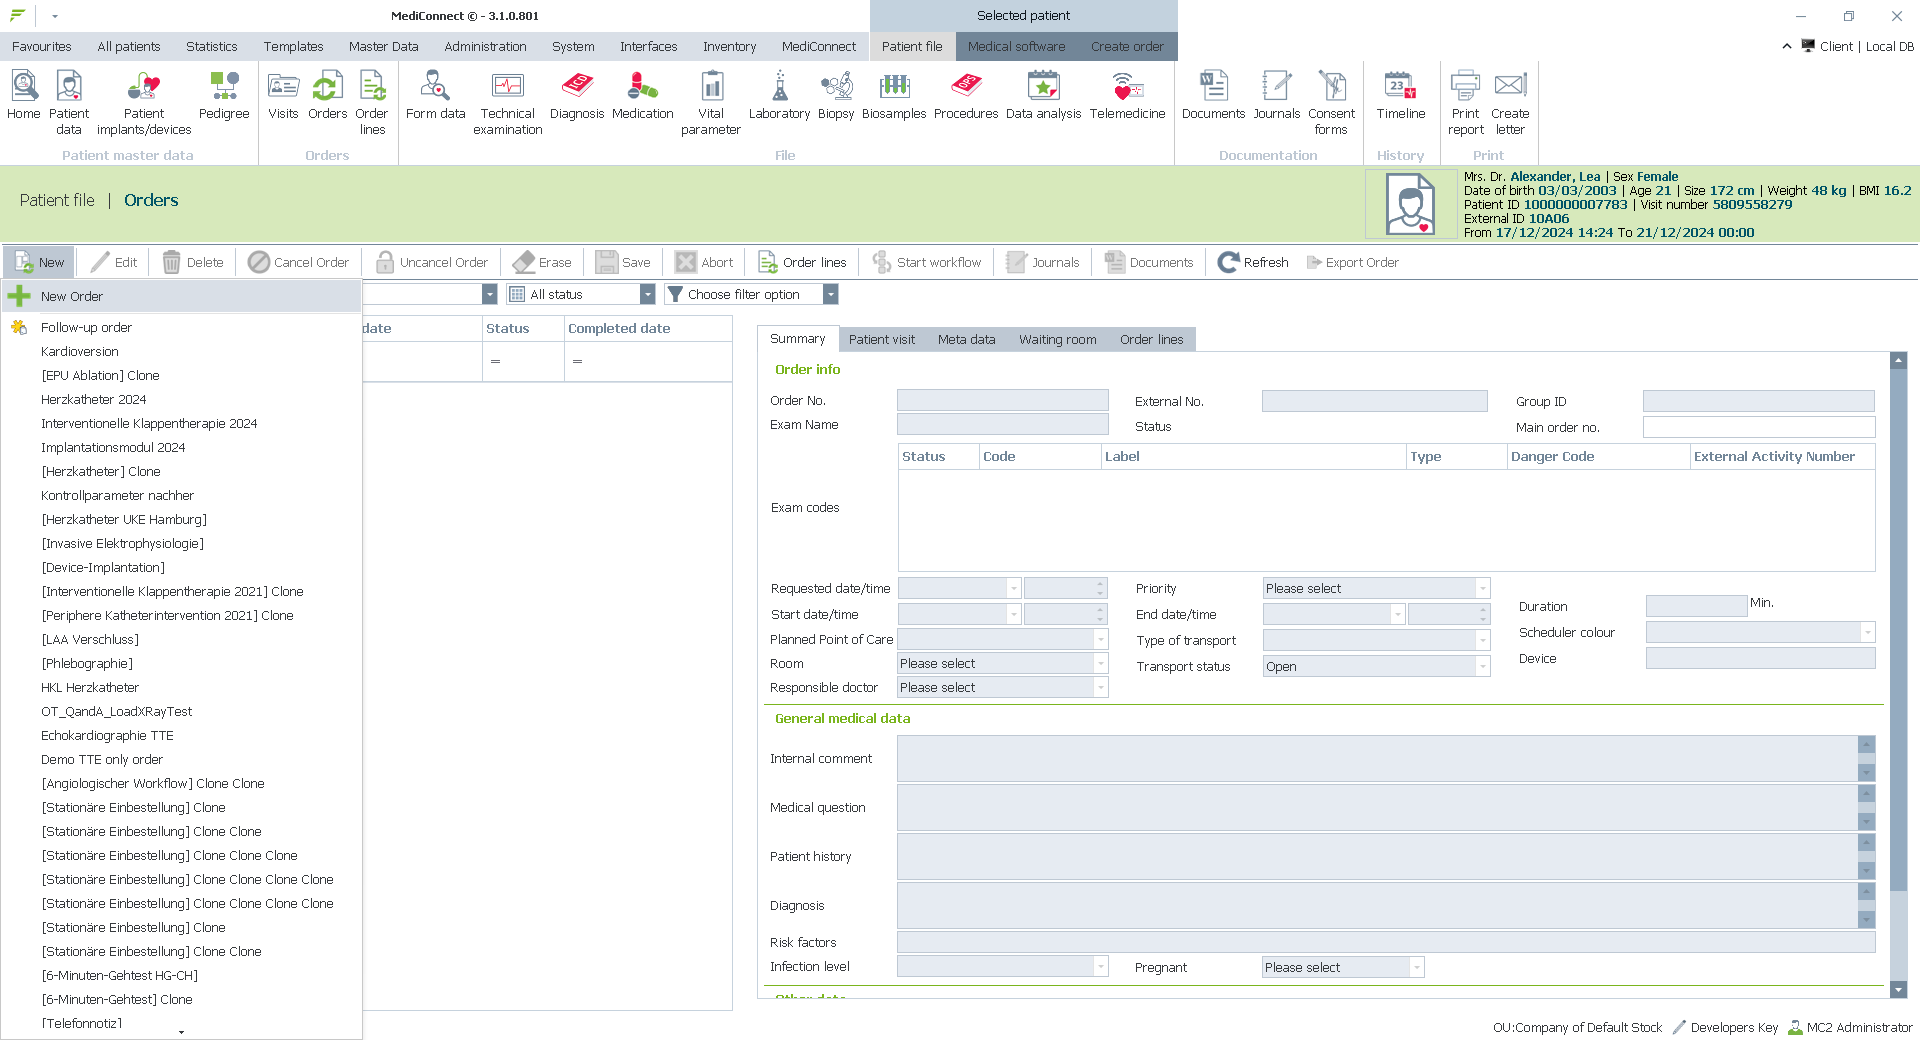 MediConnect © - 3.1.0.801
Selected patient
Favourites All patients Statistics Templates Master Data Administration System Interfaces Inventory MediConnect Patient file Medical software Create order Client | Local DB
Home Patient data Patient implants/devices Pedigree Visits Orders Order lines Form data Technical examination Diagnosis Medication Vital parameter Laboratory Biopsy Biosamples Procedures Data analysis Telemedicine Documents Journals Consent forms Timeline Print report Create letter
Patient master data Orders File Documentation History Print
Patient file | Orders
Mrs. Dr. Alexander, Lea | Sex Female
Date of birth 03/03/2003 | Age 21 | Size 172 cm | Weight 48 kg | BMI 16.2
Patient ID 1000000007783 | Visit number 5809558279
External ID 10A06
From 17/12/2024 14:24 To 21/12/2024 00:00
New Edit Delete Cancel Order Uncancel Order Erase Save Abort Order lines Start workflow Journals Documents Refresh Export Order
New Order
Follow-up order
Kardioversion
[EPU Ablation] Clone
Herzkatheter 2024
Interventionelle Klappentherapie 2024
Implantationsmodul 2024
[Herzkatheter] Clone
Kontrollparameter nachher
[Herzkatheter UKE Hamburg]
[Invasive Elektrophysiologie]
[Device-Implantation]
[Interventionelle Klappentherapie 2021] Clone
[Periphere Katheterintervention 2021] Clone
[LAA Verschluss]
[Phlebographie]
HKL Herzkatheter
OT_QandA_LoadXRayTest
Echokardiographie TTE
Demo TTE only order
[Angiologischer Workflow] Clone Clone
[Stationäre Einbestellung] Clone
[Stationäre Einbestellung] Clone Clone
[Stationäre Einbestellung] Clone Clone Clone
[Stationäre Einbestellung] Clone Clone Clone Clone
[Stationäre Einbestellung] Clone Clone Clone Clone
[Stationäre Einbestellung] Clone
[Stationäre Einbestellung] Clone Clone
[6-Minuten-Gehtest HG-CH]
[6-Minuten-Gehtest] Clone
[Telefonnotiz]
All status Choose filter option
date Status Completed date
= =
Summary Patient visit Meta data Waiting room Order lines
Order info
Order No. External No. Group ID
Exam Name Status Main order no.
Status Code Label Type Danger Code External Activity Number
Exam codes
Requested date/time Priority Please select
Start date/time End date/time Duration Min.
Planned Point of Care Type of transport Scheduler colour
Room Please select Transport status Open Device
Responsible doctor Please select
General medical data
Internal comment
Medical question
Patient history
Diagnosis
Risk factors
Infection level Pregnant Please select
Other data
OU:Company of Default Stock Developers Key MC2 Administrator